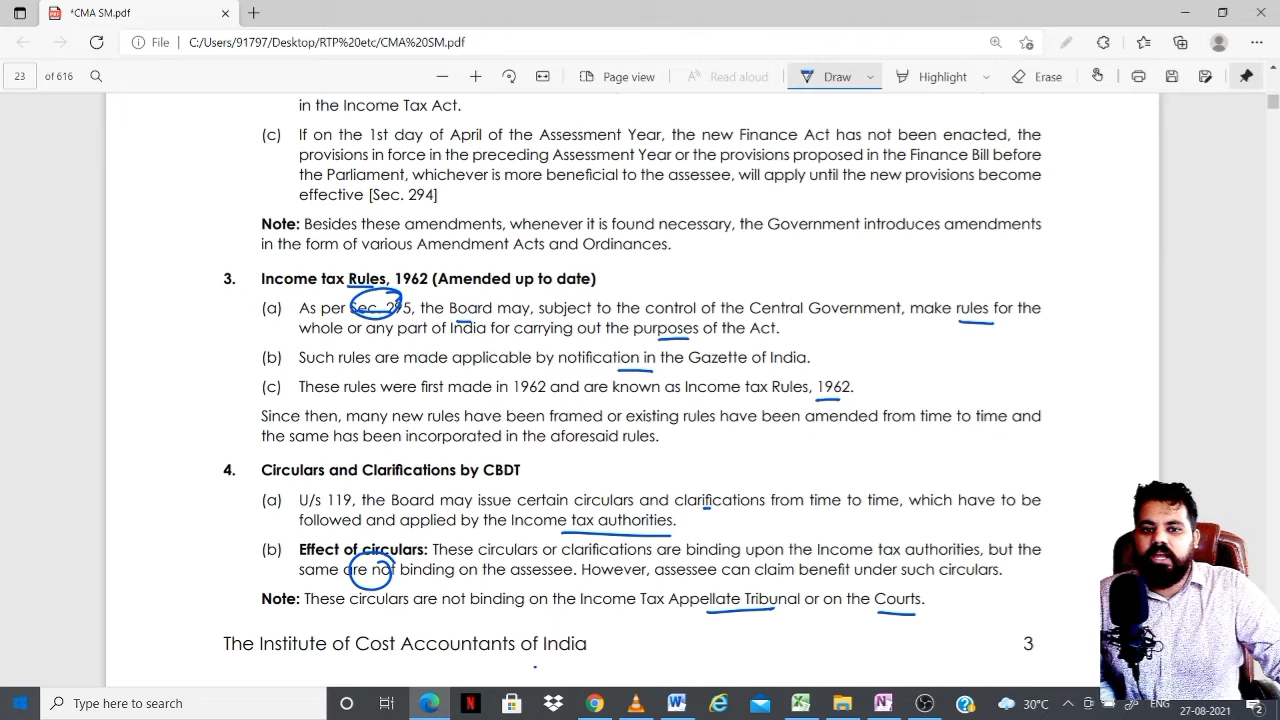 *CMA SM.pdf
File
C:/Users/91797/Desktop/RTP%20etc/CMA%20SM.pdf
23 of 616
Page view
Read aloud
Draw
Highlight
Erase
in the Income Tax Act.
(c) If on the 1st day of April of the Assessment Year, the new Finance Act has not been enacted, the
provisions in force in the preceding Assessment Year or the provisions proposed in the Finance Bill before
the Parliament, whichever is more beneficial to the assessee, will apply until the new provisions become
effective [Sec. 294]
Note: Besides these amendments, whenever it is found necessary, the Government introduces amendments
in the form of various Amendment Acts and Ordinances.
3. Income tax Rules, 1962 (Amended up to date)
(a) As per Sec. 295, the Board may, subject to the control of the Central Government, make rules for the
whole or any part of India for carrying out the purposes of the Act.
(b) Such rules are made applicable by notification in the Gazette of India.
(c) These rules were first made in 1962 and are known as Income tax Rules, 1962.
Since then, many new rules have been framed or existing rules have been amended from time to time and
the same has been incorporated in the aforesaid rules.
4. Circulars and Clarifications by CBDT
(a) U/s 119, the Board may issue certain circulars and clarifications from time to time, which have to be
followed and applied by the Income tax authorities.
(b) Effect of circulars: These circulars or clarifications are binding upon the Income tax authorities, but the
same are not binding on the assessee. However, assessee can claim benefit under such circulars.
Note: These circulars are not binding on the Income Tax Appellate Tribunal or on the Courts.
The Institute of Cost Accountants of India 3
Type here to search
30°C
27-08-2021